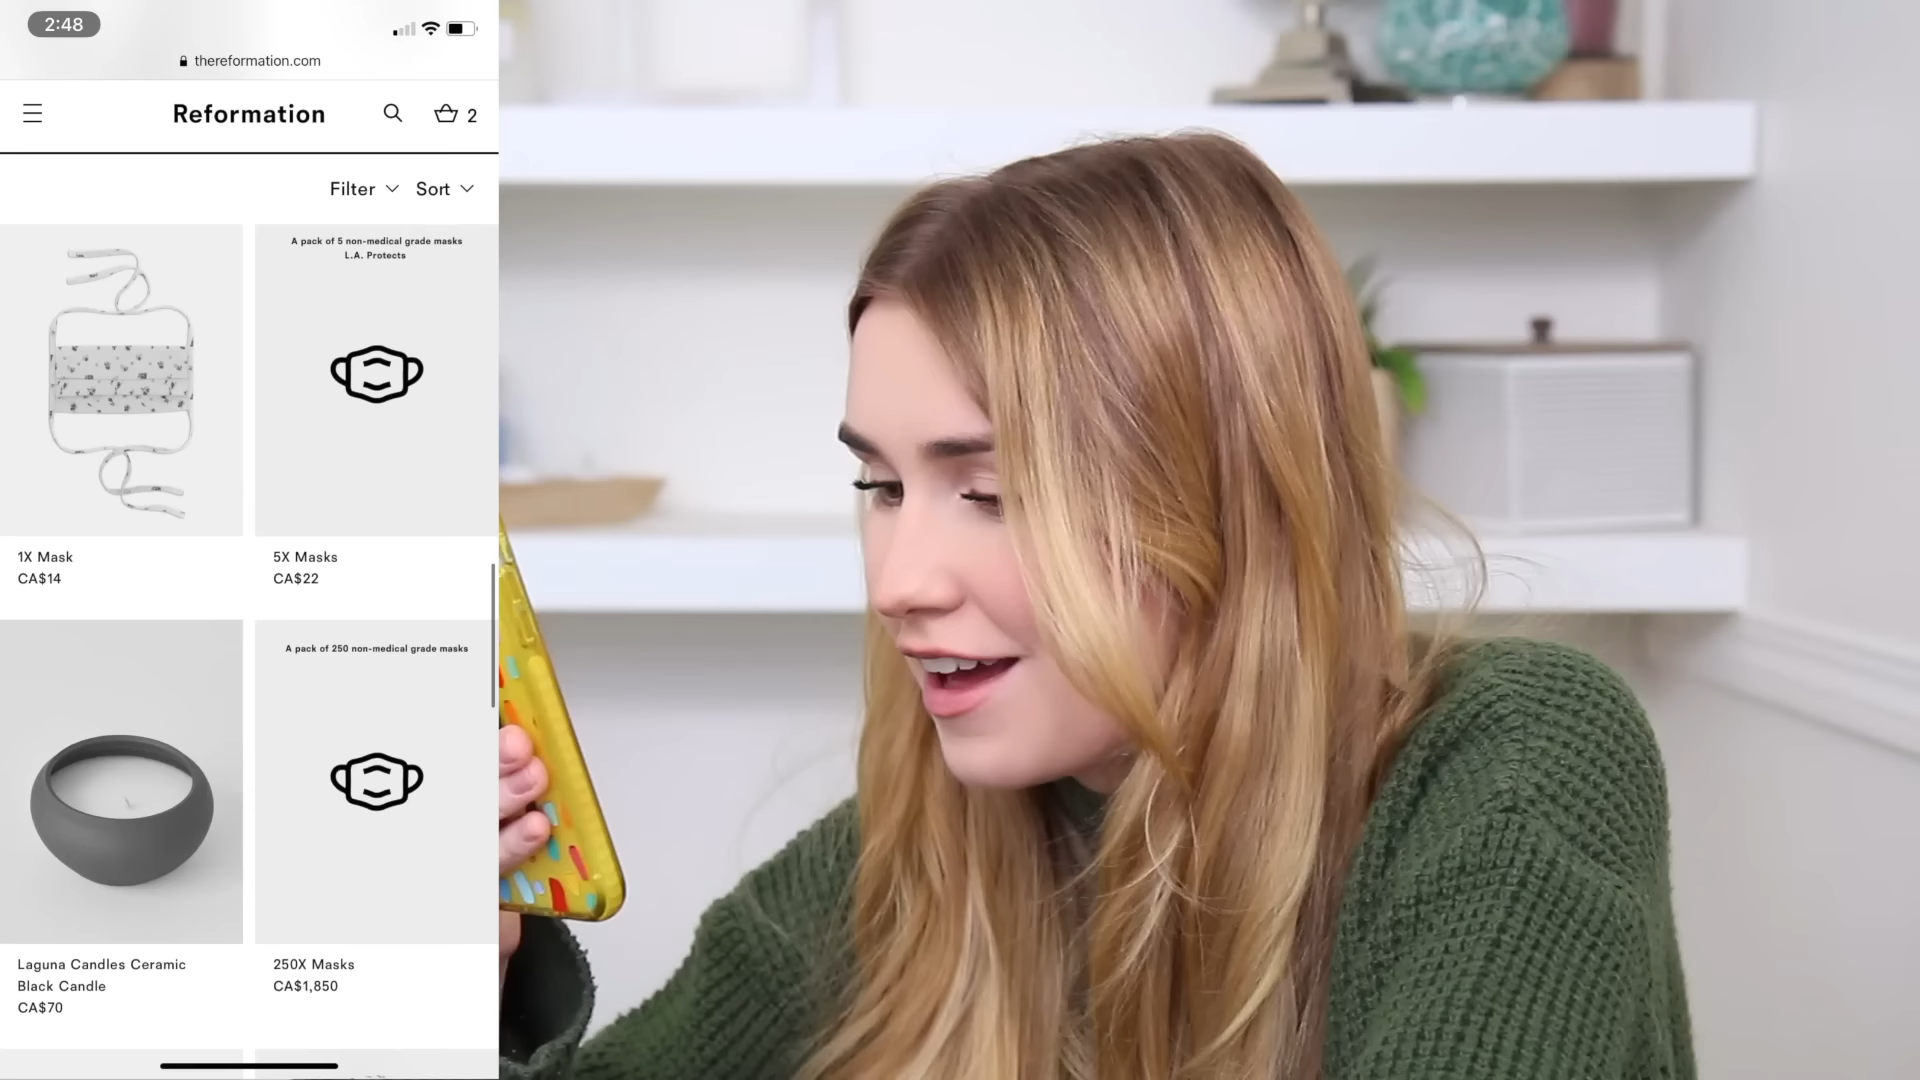 2:48
thereformation.com
Reformation
2
Filter
Sort
A pack of 5 non-medical grade masks
L.A. Protects
1X Mask
CA$14
5X Masks
CA$22
A pack of 250 non-medical grade masks
Laguna Candles Ceramic
Black Candle
CA$70
250X Masks
CA$1,850